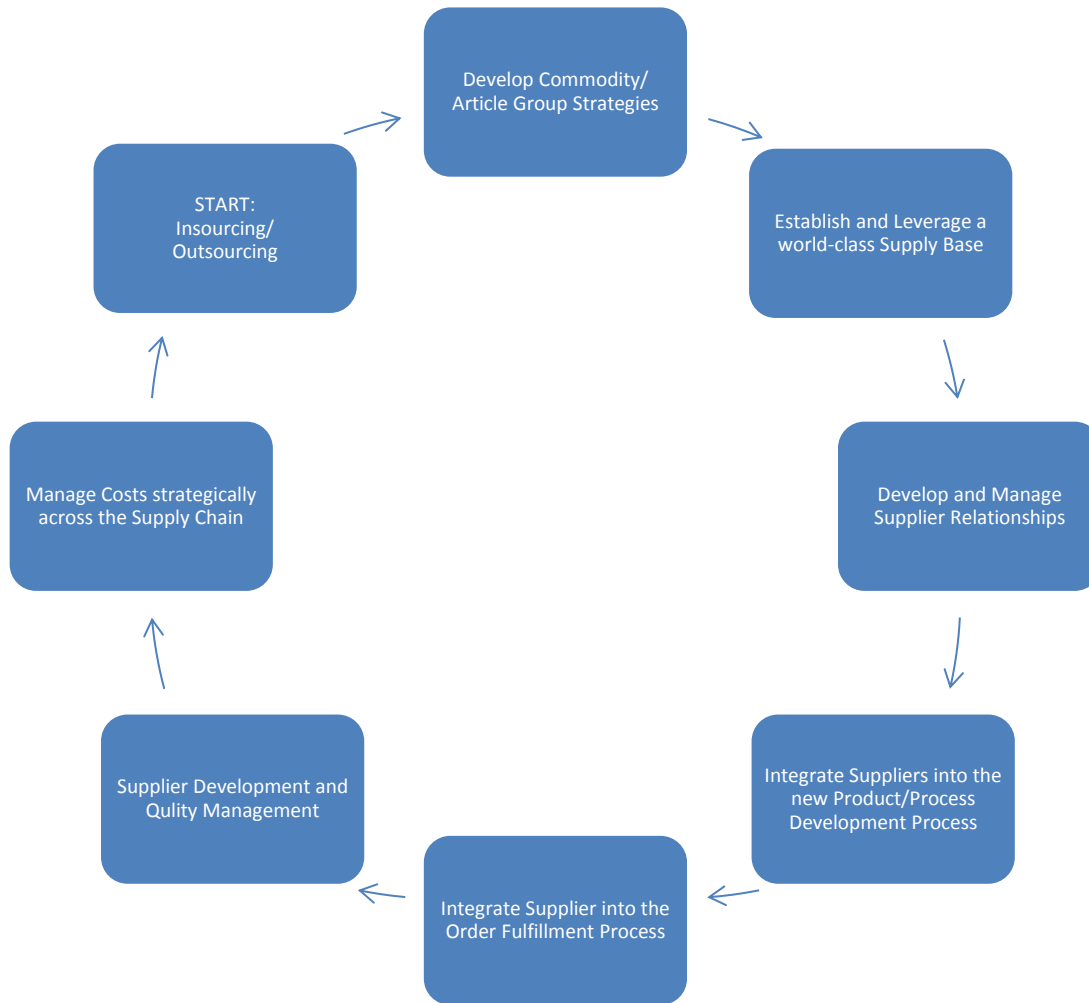 START:
Insourcing/
Outsourcing
Develop Commodity/
Article Group Strategies
Establish and Leverage a
world-class Supply Base
Develop and Manage
Supplier Relationships
Integrate Suppliers into the
new Product/Process
Development Process
Integrate Supplier into the
Order Fulfillment Process
Supplier Development and
Qulity Management
Manage Costs strategically
across the Supply Chain